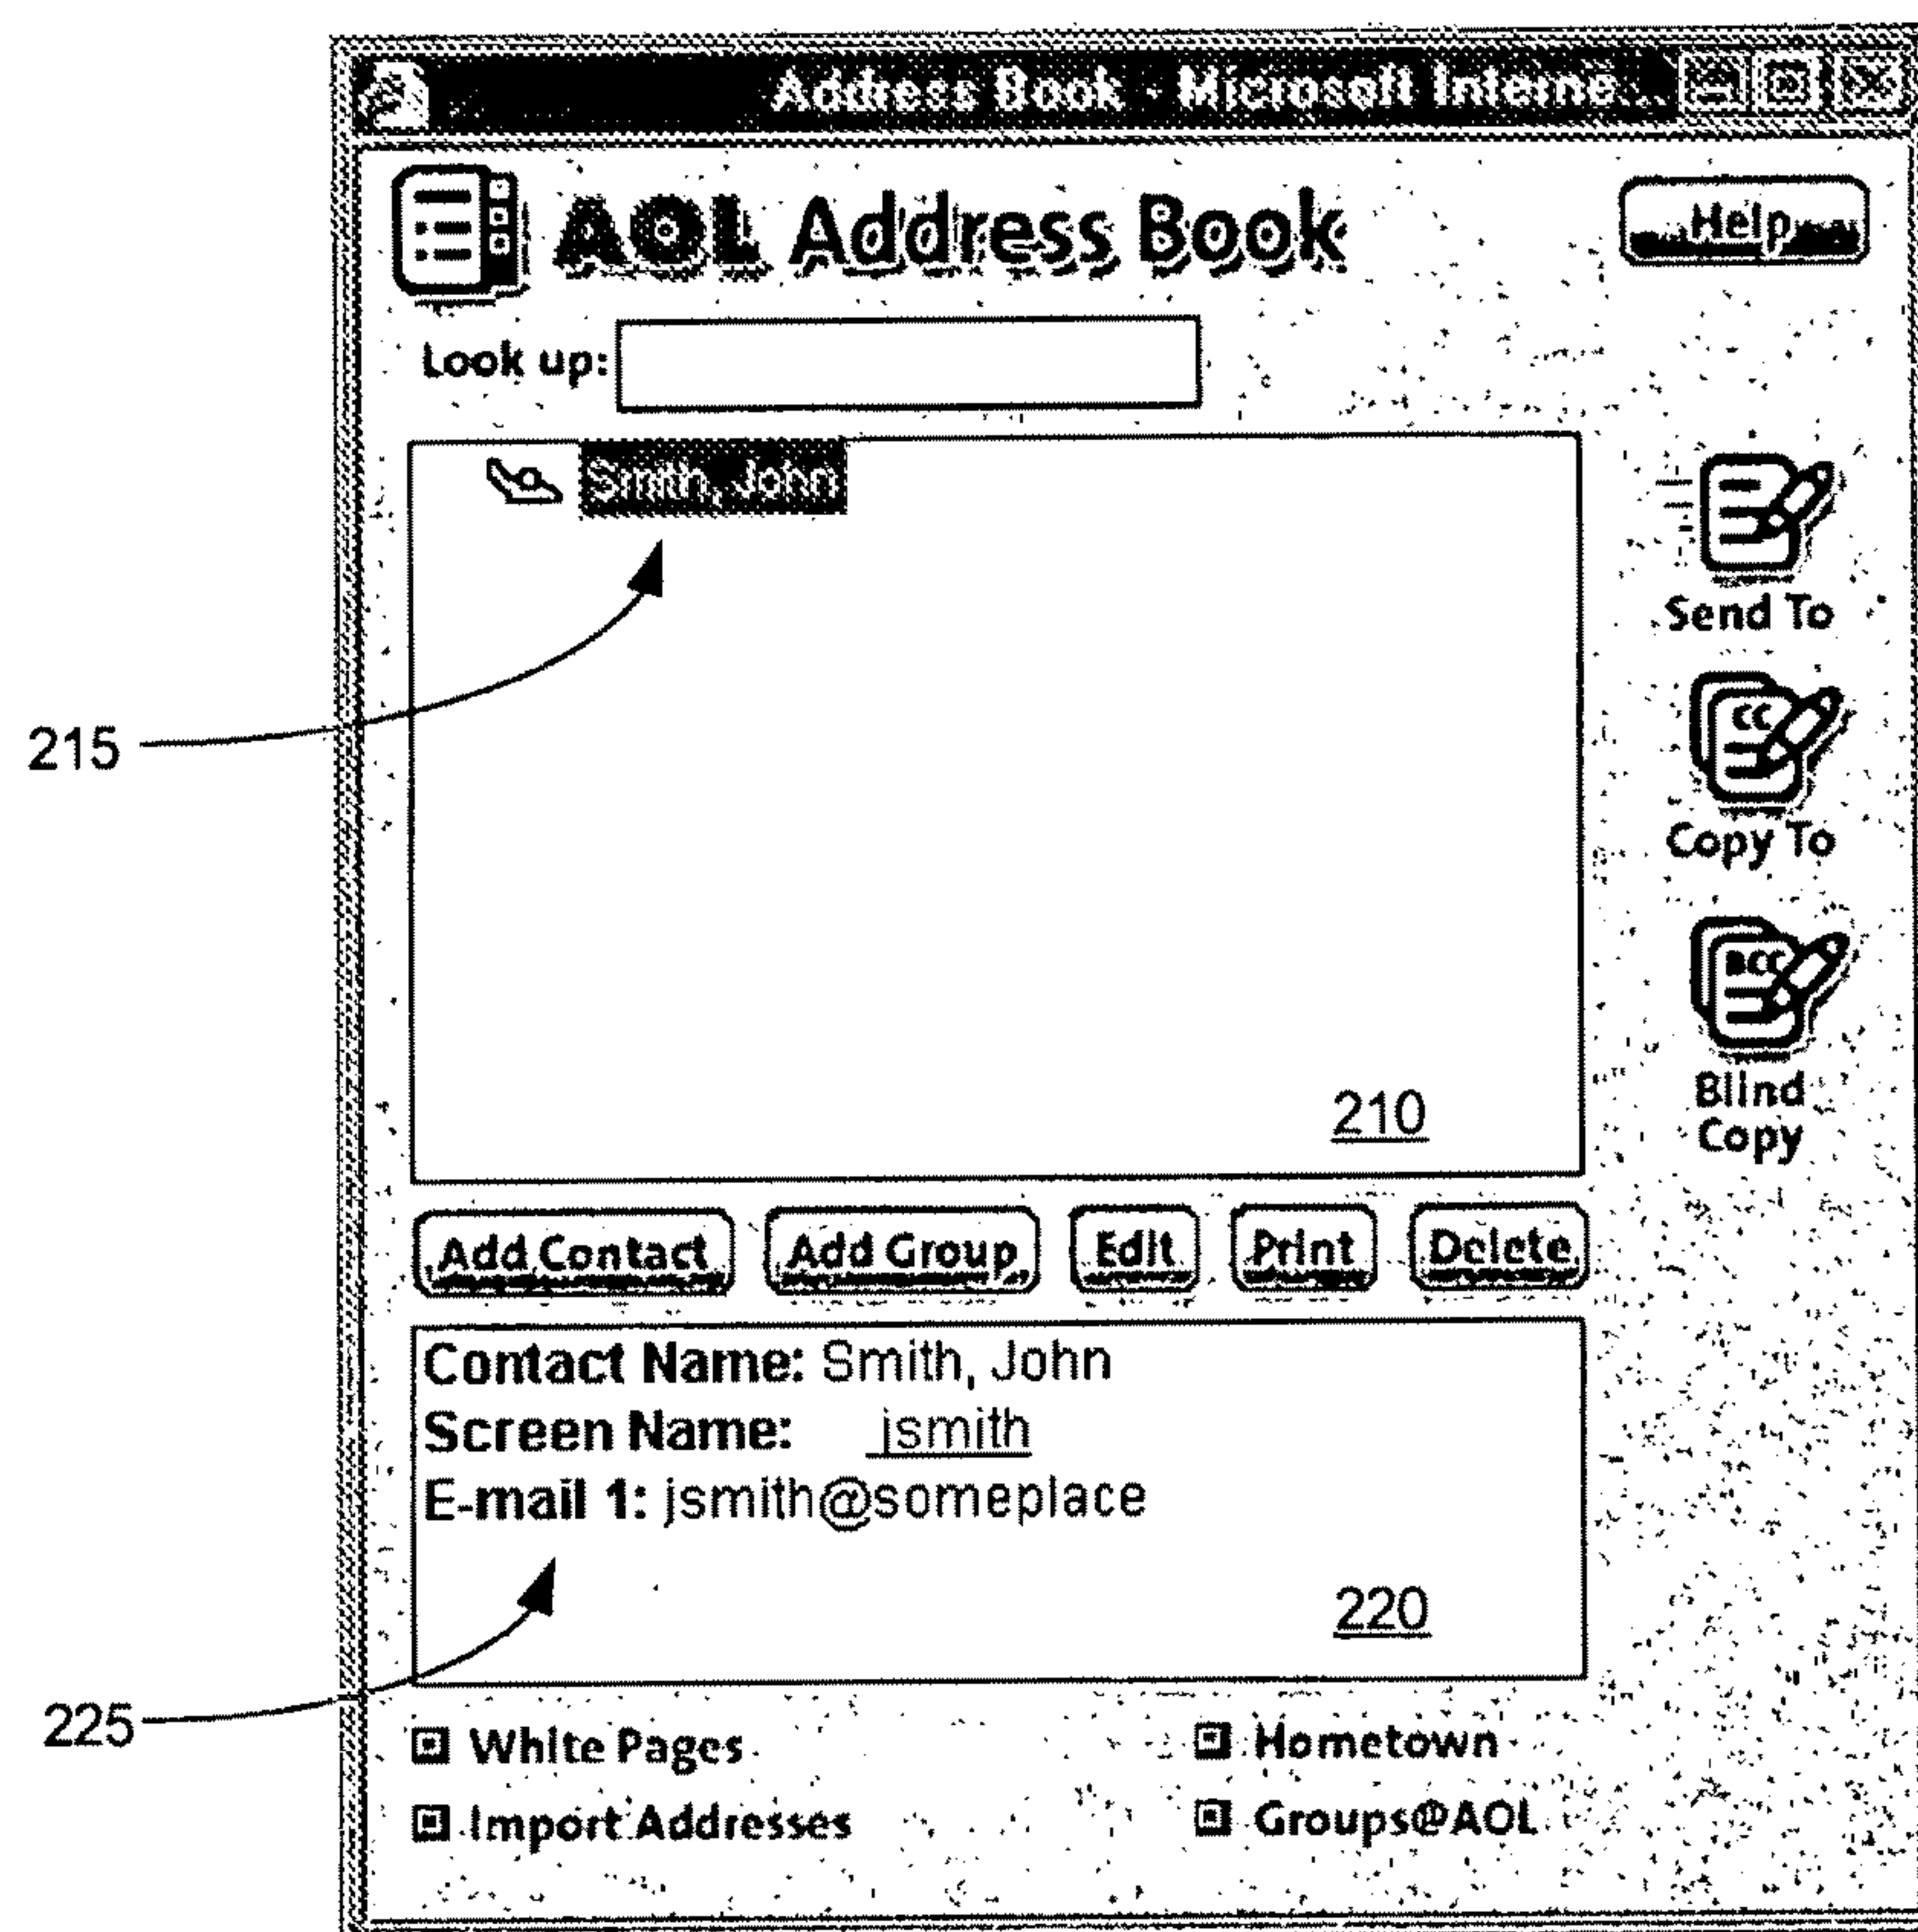 Address Book - Microsoft Interne...
AOL Address Book
Help
Look up:
Smith, John
Send To
215
CC
Copy To
BCC
Blind
Copy
210
Add Contact Add Group Edit Print Delete
Contact Name: Smith, John
Screen Name: jsmith
E-mail 1: jsmith@someplace
220
225
White Pages Hometown
Import Addresses Groups@AOL